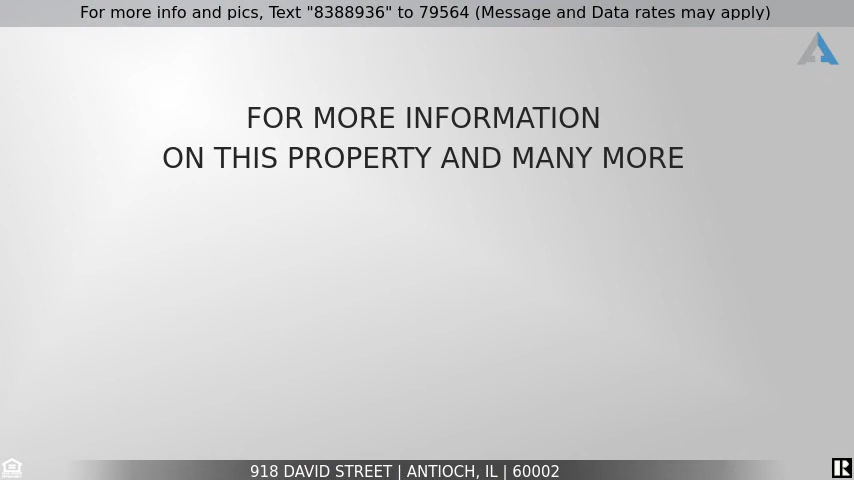 For more info and pics, Text "8388936" to 79564 (Message and Data rates may apply)
FOR MORE INFORMATION
ON THIS PROPERTY AND MANY MORE
918 DAVID STREET | ANTIOCH, IL | 60002